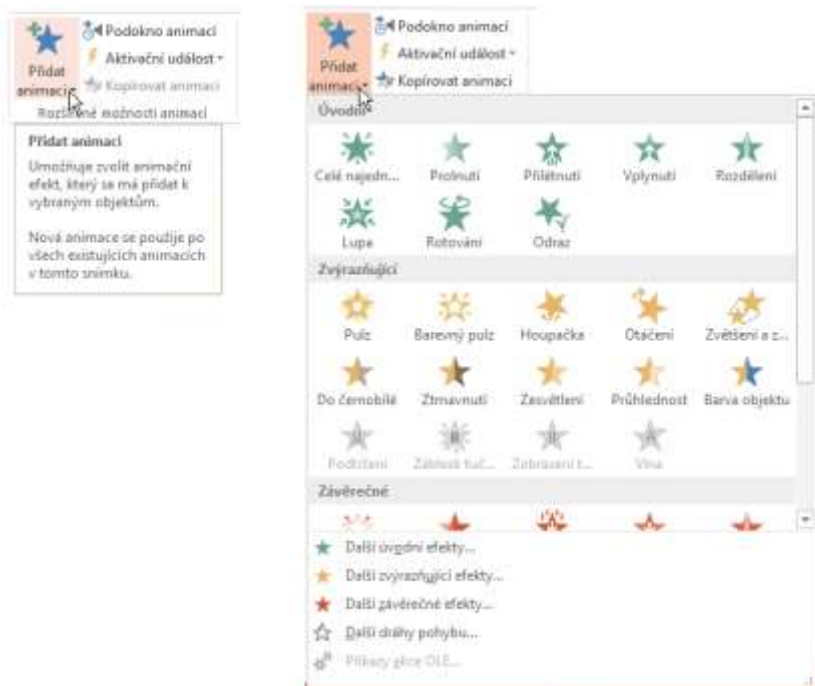 Podokno animací
Aktivační událost
Přidat
animaci
Kopírovat animaci
Rozšířené možnosti animací
Přidat animaci
Umožňuje zvolit animační
efekt, který se má přidat k
vybraným objektům.
Nová animace se použije po
všech existujících animacích
v tomto snímku.
Podokno animací
Aktivační událost
Přidat
animaci
Kopírovat animaci
Úvodní
Celé najedn... Prolnutí Přilétnutí Vplynutí Rozdělení
Lupa Rotování Odraz
Zvýrazňující
Pulz Barevný pulz Houpačka Otáčení Zvětšení a z...
Do černobílé Ztmavnutí Zesvětlení Průhlednost Barva objektu
Podtržení Záblesk tuč... Zobrazení t... Vlna
Závěrečné
Další úvodní efekty...
Další zvýrazňující efekty...
Další závěrečné efekty...
Další dráhy pohybu...
Příkazy akce OLE...